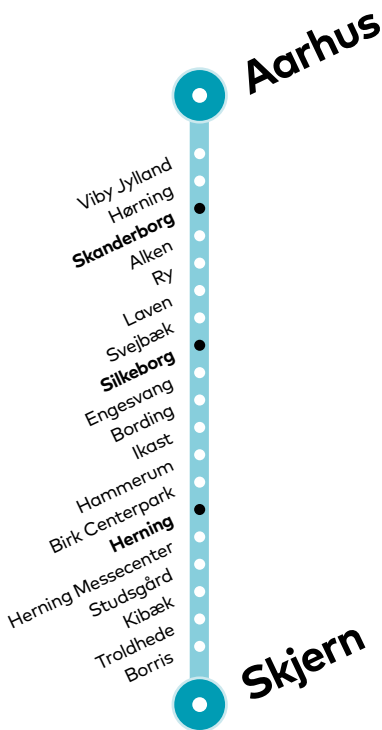 Aarhus
Viby Jylland
Hørning
Skanderborg
Alken
Ry
Laven
Svejbæk
Silkeborg
Engesvang
Bording
Ikast
Hammerum
Birk Centerpark
Herning
Herning Messecenter
Studsgård
Kibæk
Troldhede
Borris
Skjern